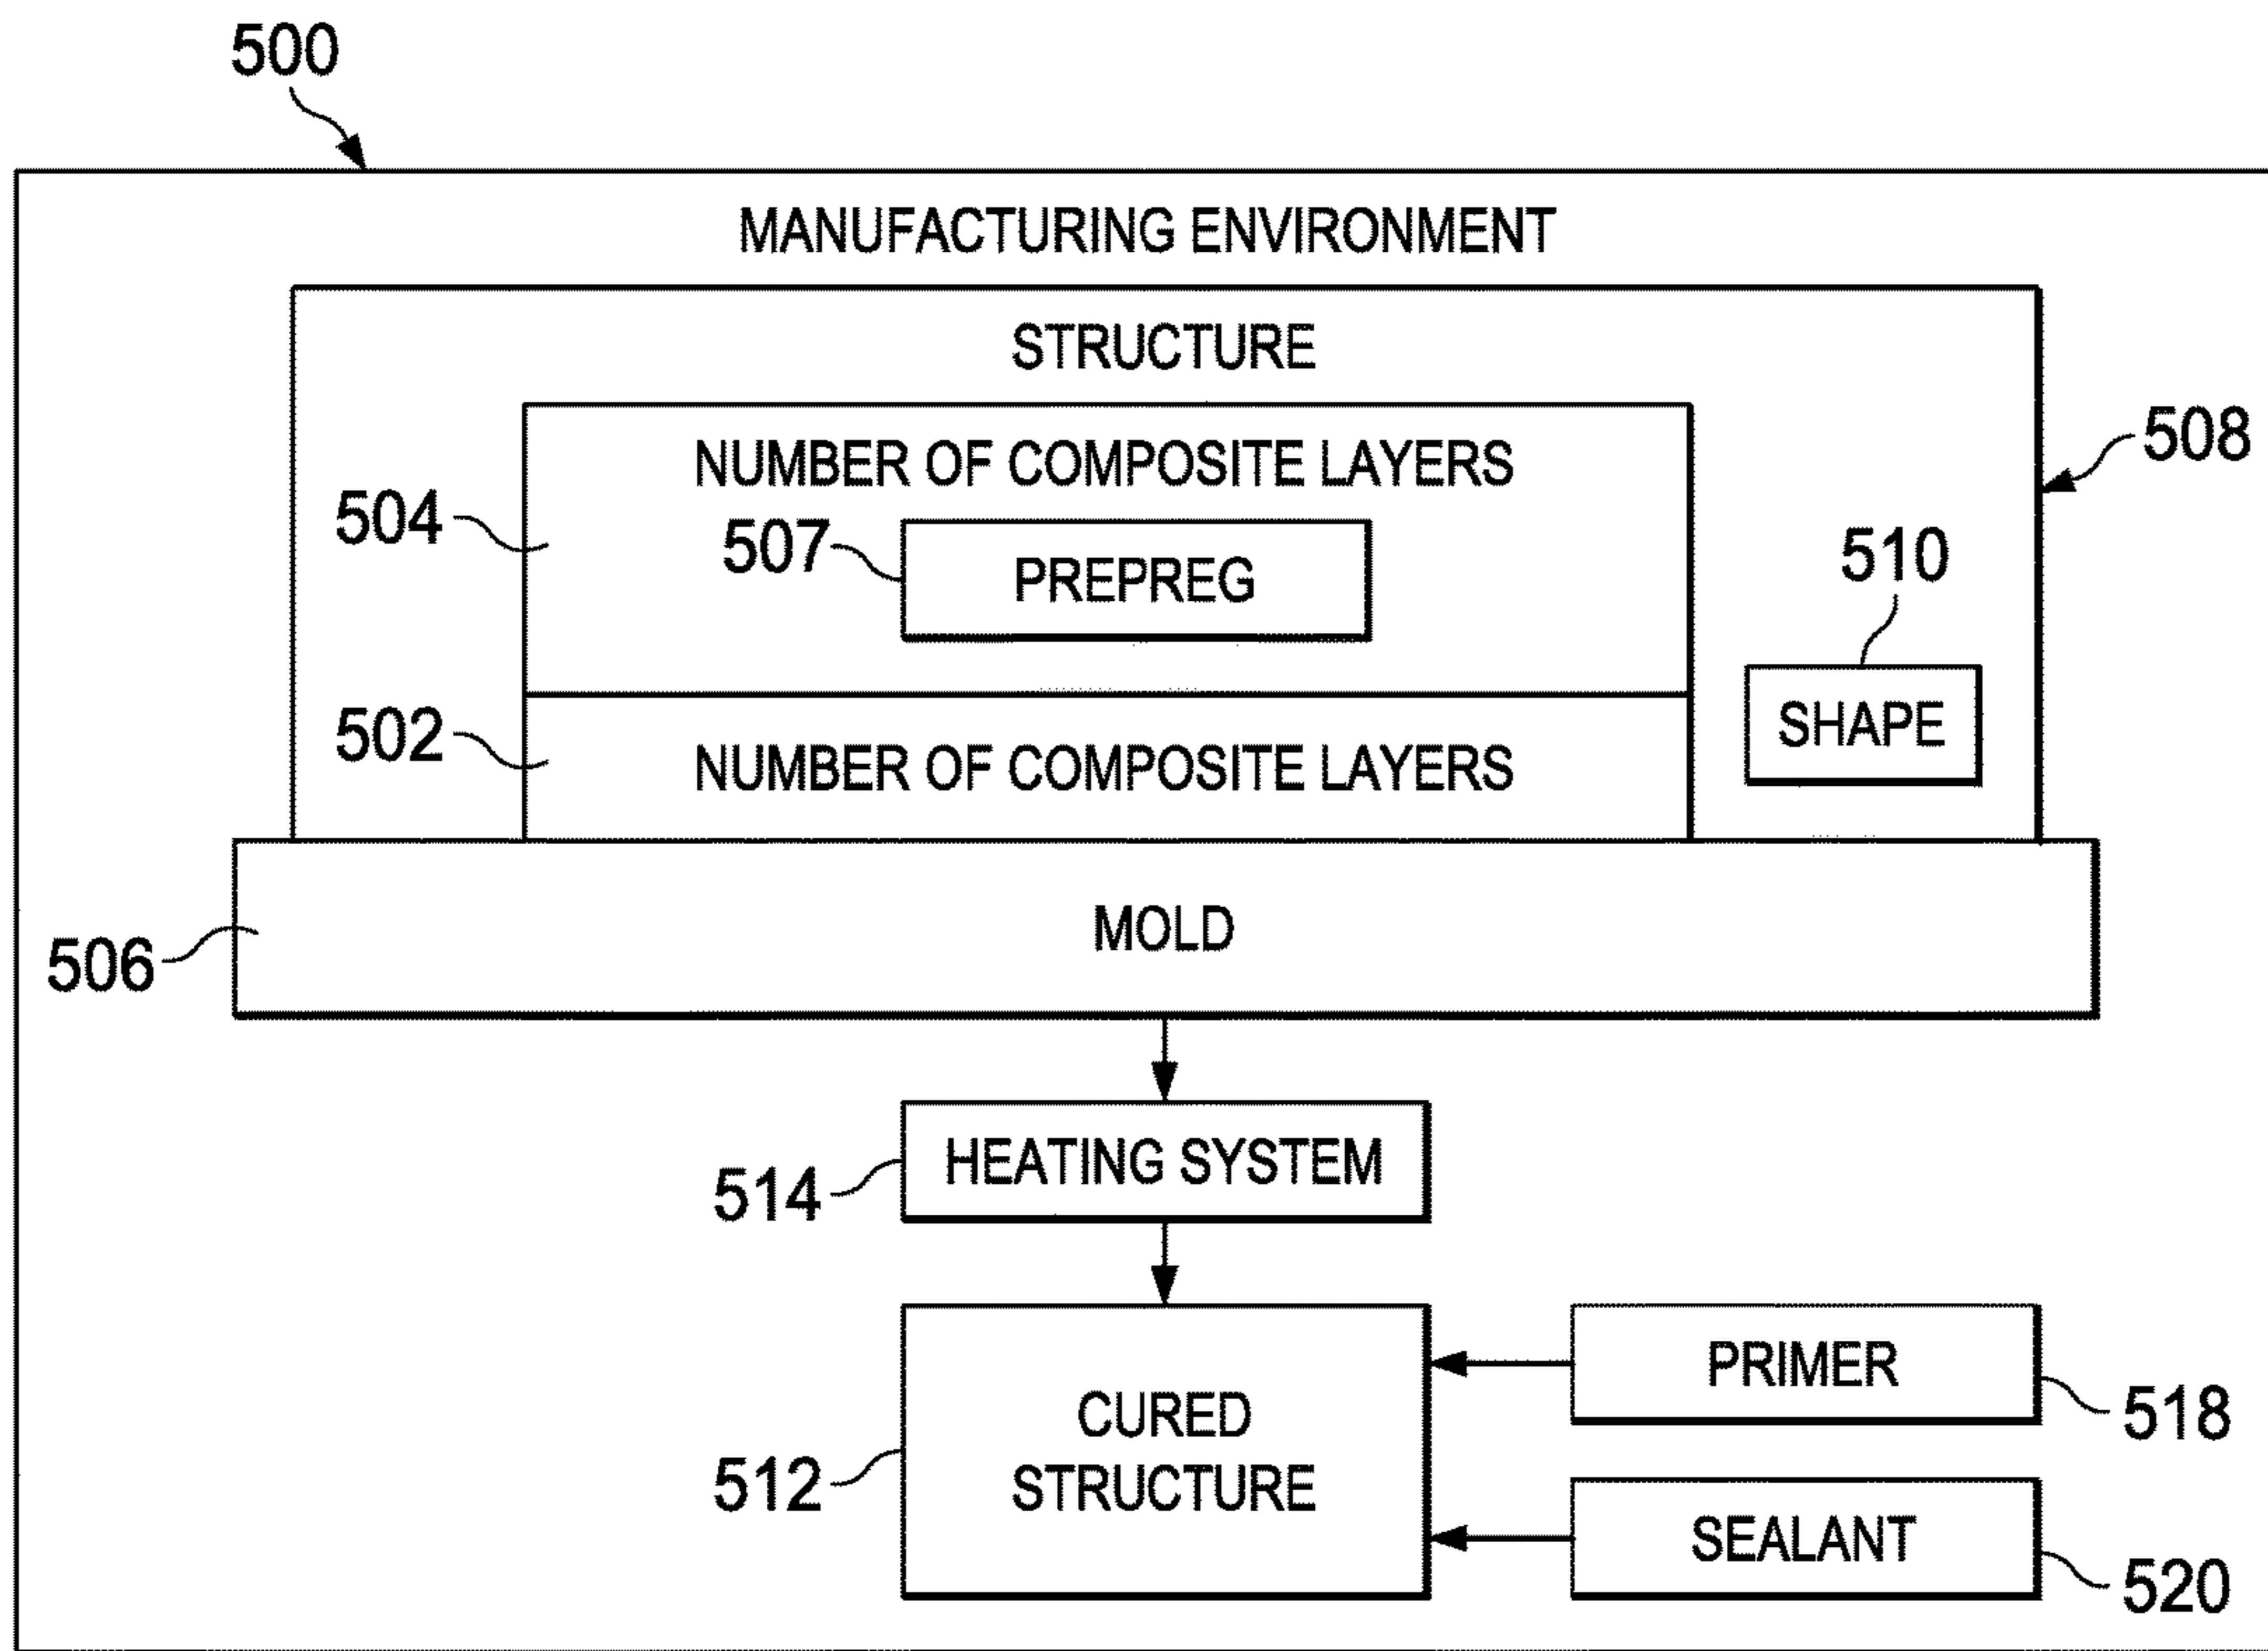 500
MANUFACTURING ENVIRONMENT
STRUCTURE
NUMBER OF COMPOSITE LAYERS
508
504
507
PREPREG
510
502
NUMBER OF COMPOSITE LAYERS
SHAPE
MOLD
506
HEATING SYSTEM
514
CURED
STRUCTURE
512
PRIMER
518
SEALANT
520